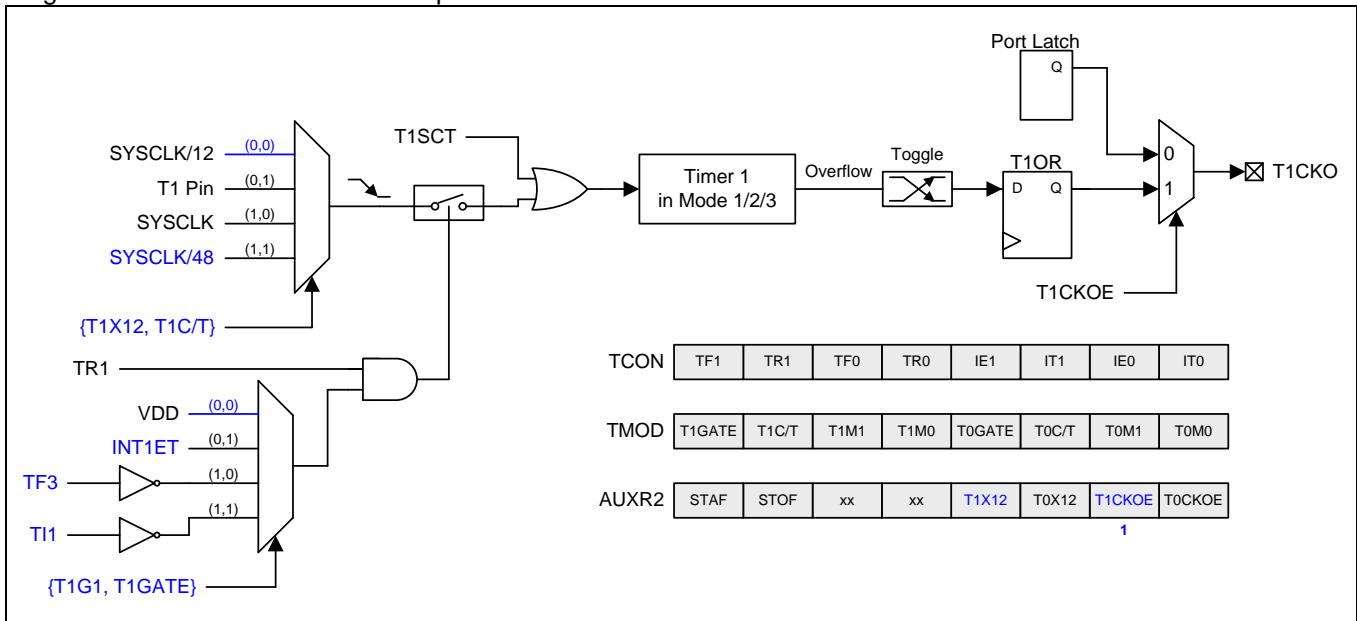 Port Latch
Q
T1SCT
SYSCLK/12 (0,0)
T1 Pin (0,1)
SYSCLK (1,0)
SYSCLK/48 (1,1)
{T1X12, T1C/T}
Timer 1
in Mode 1/2/3
Overflow
Toggle
T1OR
D Q
0
1
T1CKO
T1CKOE
TR1
VDD (0,0)
INT1ET (0,1)
TF3 (1,0)
TI1 (1,1)
{T1G1, T1GATE}
TCON TF1 TR1 TF0 TR0 IE1 IT1 IE0 IT0
TMOD T1GATE T1C/T T1M1 T1M0 T0GATE T0C/T T0M1 T0M0
AUXR2 STAF STOF xx xx T1X12 T0X12 T1CKOE T0CKOE
1